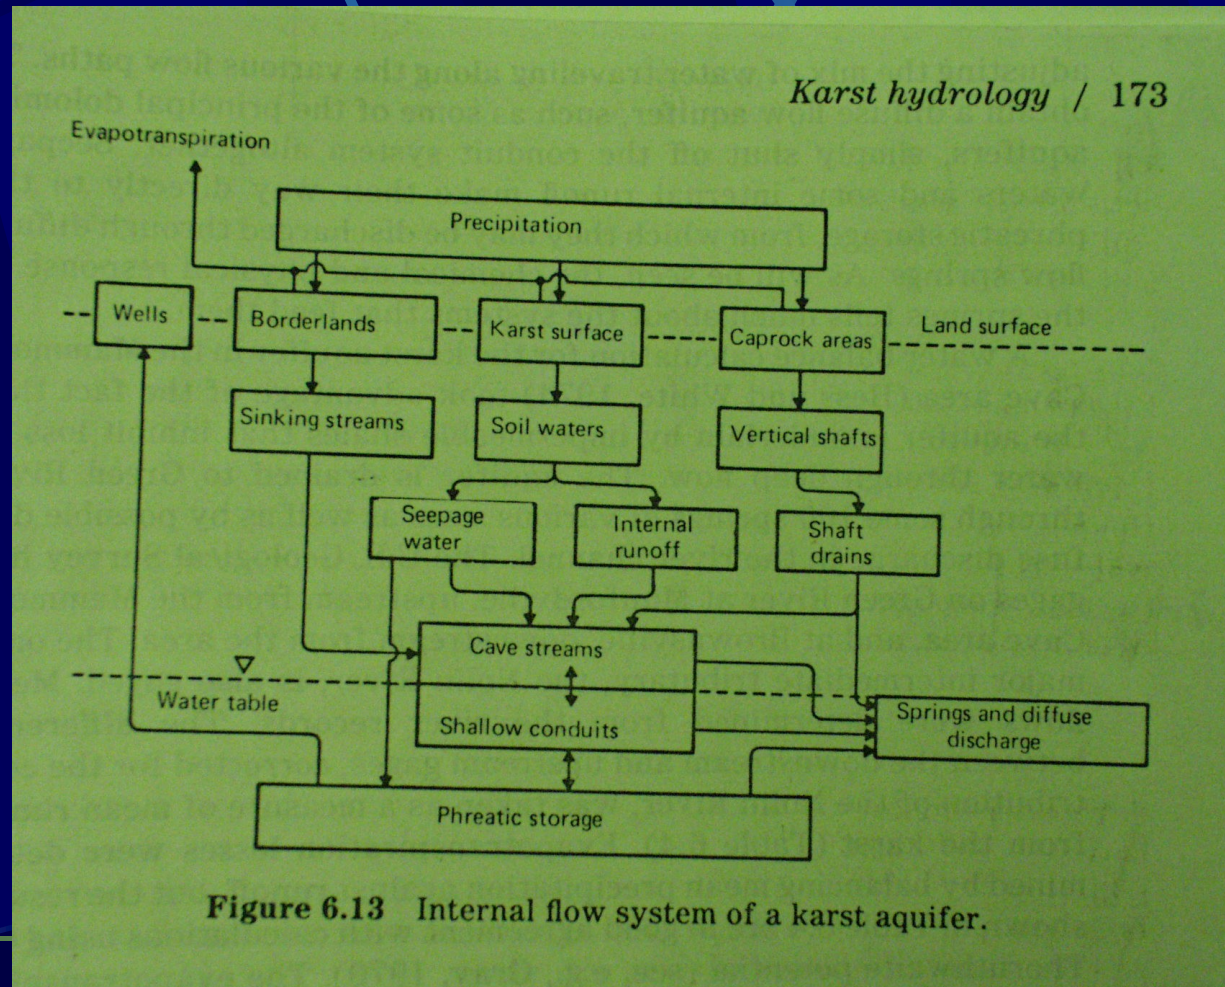 Karst hydrology / 173
Evapotranspiration
Precipitation
Wells
Borderlands
Karst surface
Caprock areas
Land surface
Sinking streams
Soil waters
Vertical shafts
Seepage
water
Internal
runoff
Shaft
drains
Cave streams
Water table
Shallow conduits
Springs and diffuse
discharge
Phreatic storage
Figure 6.13 Internal flow system of a karst aquifer.